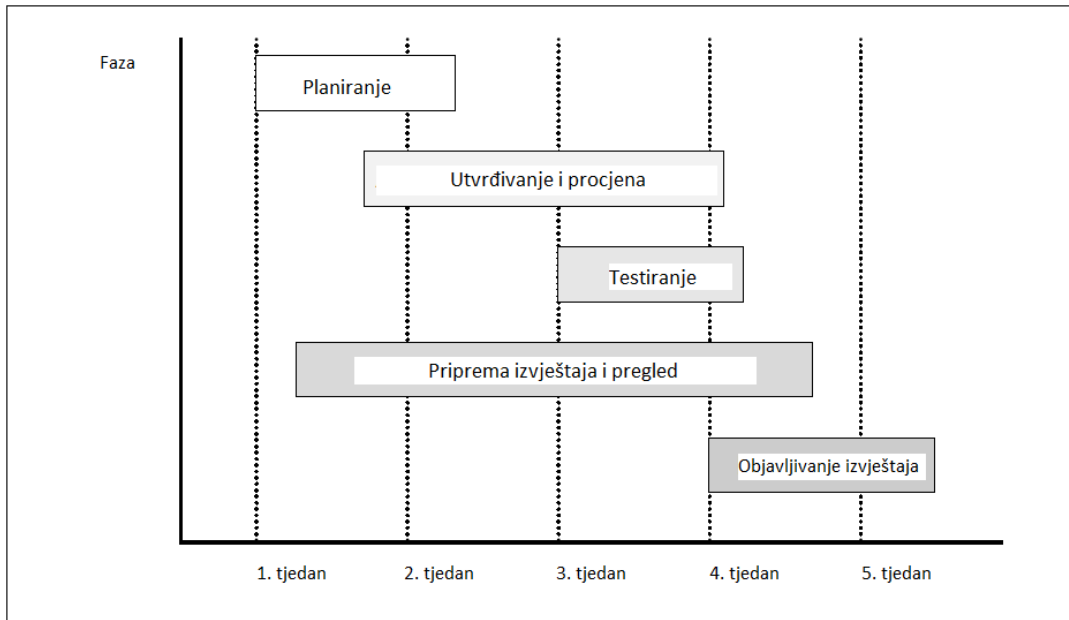 Faza
Planiranje
Utvrđivanje i procjena
Testiranje
Priprema izvještaja i pregled
Objavljivanje izvještaja
1. tjedan
2. tjedan
3. tjedan
4. tjedan
5. tjedan